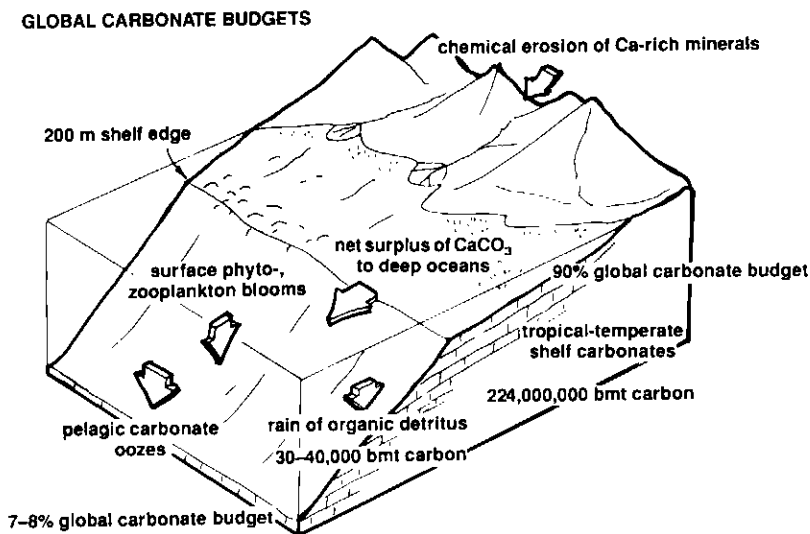 GLOBAL CARBONATE BUDGETS
chemical erosion of Ca-rich minerals
200 m shelf edge
net surplus of CaCO₃
to deep oceans
surface phyto-,
zooplankton blooms
90% global carbonate budget
tropical-temperate
shelf carbonates
224,000,000 bmt carbon
pelagic carbonate
oozes
rain of organic detritus
30–40,000 bmt carbon
7–8% global carbonate budget